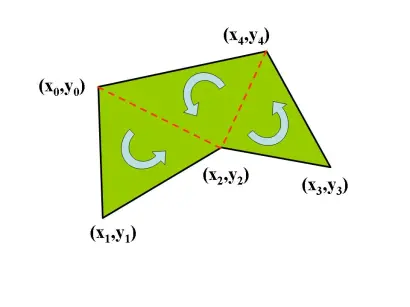 (x₄,y₄)
(x₀,y₀)
(x₂,y₂)
(x₃,y₃)
(x₁,y₁)